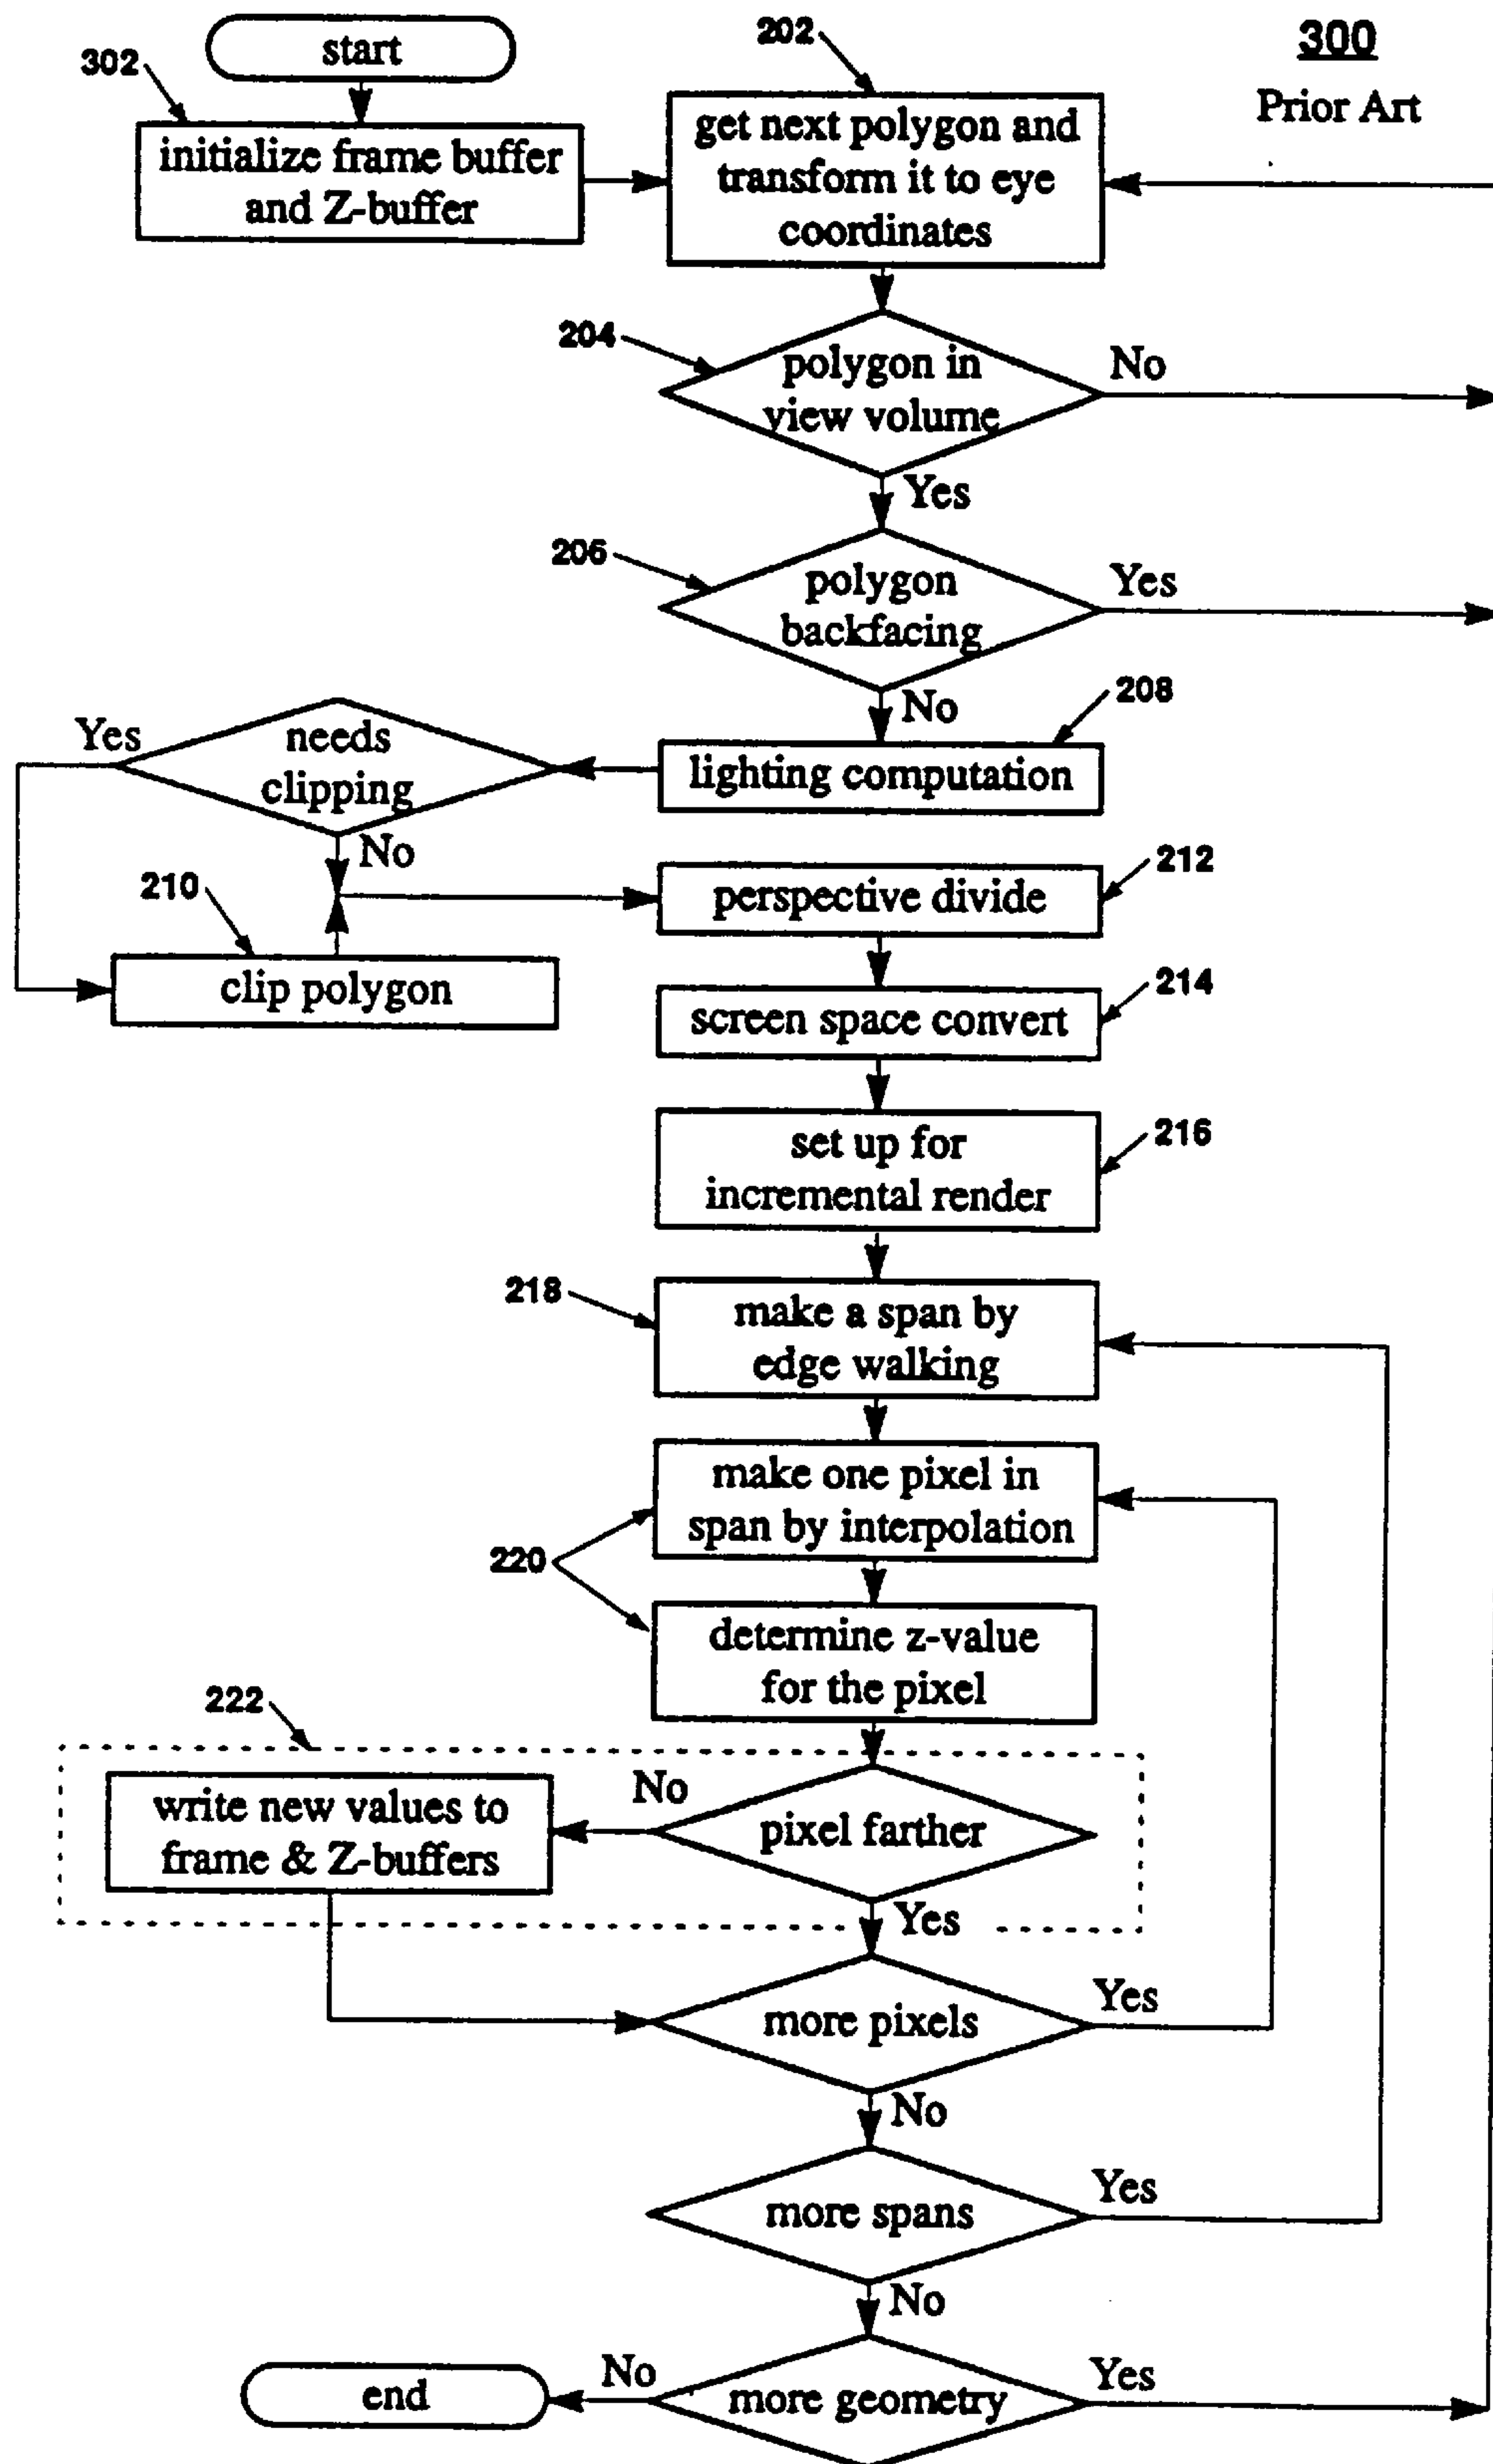 300
Prior Art
start
302
initialize frame buffer
and Z-buffer
202
get next polygon and
transform it to eye
coordinates
204
polygon in
view volume
No
Yes
206
polygon
backfacing
Yes
No
208
lighting computation
needs
clipping
Yes
No
210
clip polygon
212
perspective divide
214
screen space convert
216
set up for
incremental render
218
make a span by
edge walking
220
make one pixel in
span by interpolation
determine z-value
for the pixel
222
pixel farther
No
write new values to
frame & Z-buffers
Yes
more pixels
Yes
No
more spans
Yes
No
more geometry
Yes
No
end